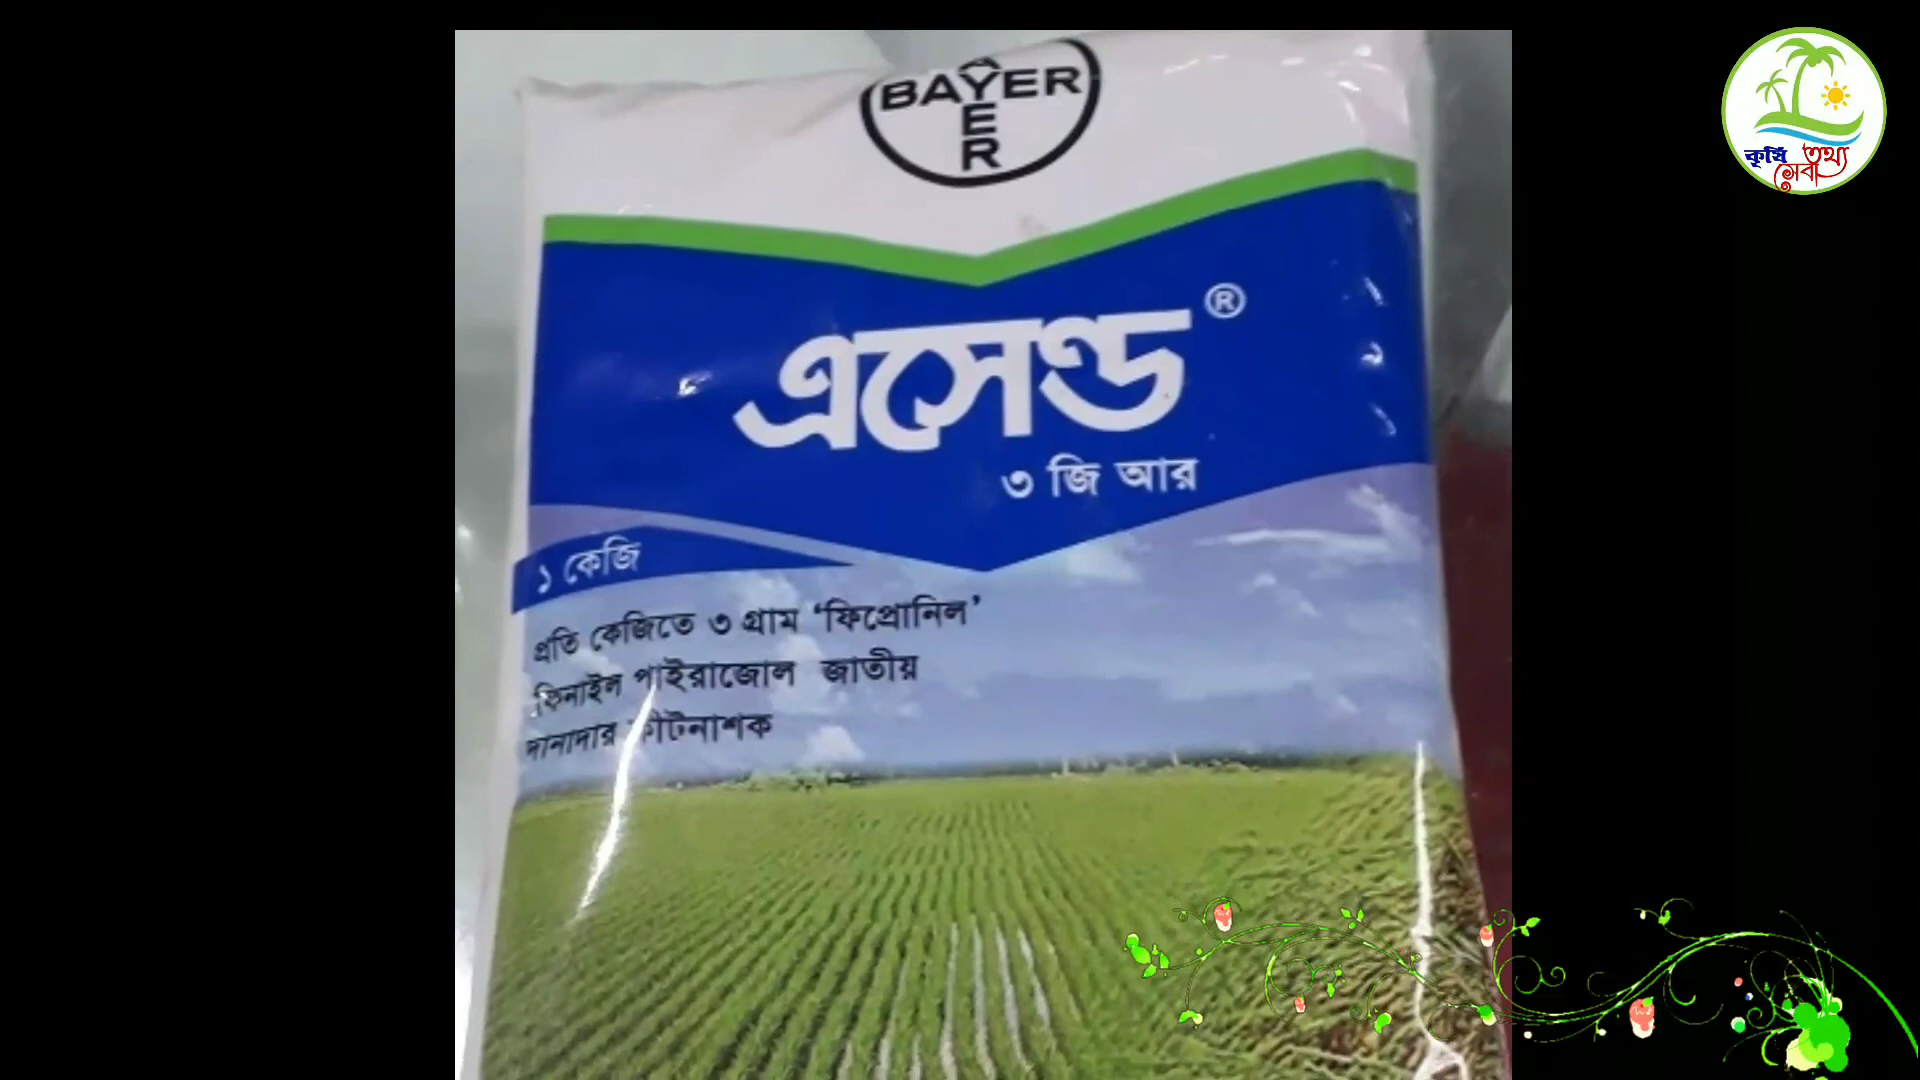 BAYER
BAYER
কৃষি তথ্য
সেবা
এসেন্ড ®
৩ জি আর
১ কেজি
প্রতি কেজিতে ৩ গ্রাম ‘ফিপ্রোনিল’
ফিনাইল পাইরাজোল জাতীয়
দানাদার কীটনাশক